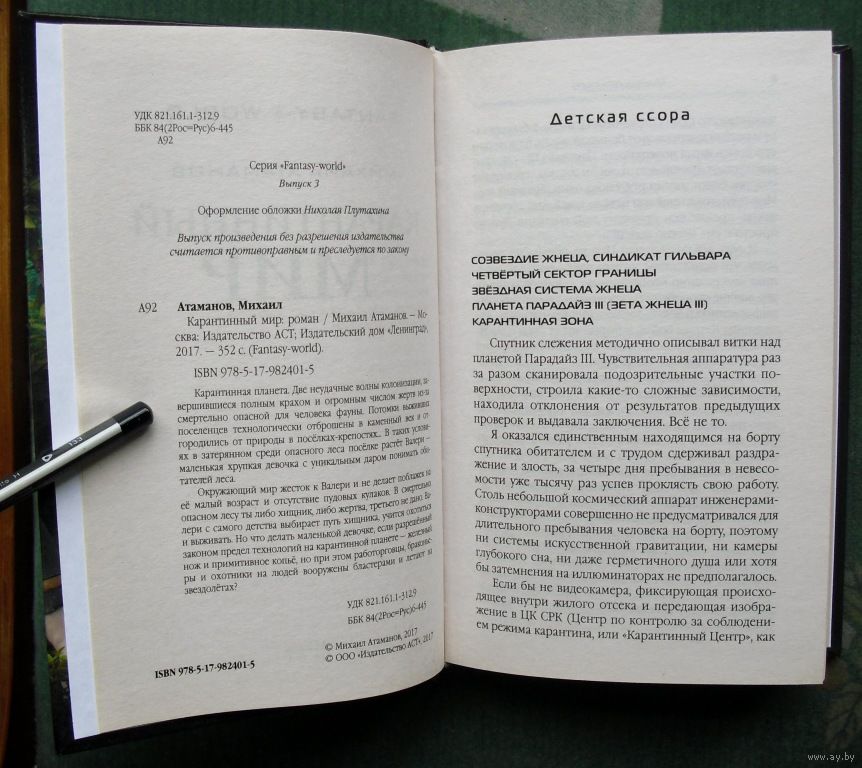 УДК 821.161.1-312.9
ББК 84(2Рос=Рус)6-445
А92
Серия «Fantasy-world»
Выпуск 3
Оформление обложки Николая Плутахина
Выпуск произведения без разрешения издательства
считается противоправным и преследуется по закону
Атаманов, Михаил
А92 Карантинный мир: роман / Михаил Атаманов. – Мо-
сква: Издательство АСТ; Издательский дом «Ленинград»,
2017. — 352 с. (Fantasy-world).
ISBN 978-5-17-982401-5
Карантинная планета. Две неудачные волны колонизации, за-
вершившиеся полным крахом и огромным числом жертв из-за
смертельно опасной для человека фауны. Потомки выживших
поселенцев технологически отброшены в каменный век и от-
городились от природы в посёлках-крепостях.. В таких услови-
ях в затерянном среди опасного леса посёлке растёт Валери –
маленькая хрупкая девочка с уникальным даром понимать оби-
тателей леса.
Окружающий мир жесток к Валери и не делает поблажек на
её малый возраст и отсутствие пудовых кулаков. В смертельно
опасном лесу ты либо хищник, либо жертва, третьего не дано. Ва-
лери с самого детства выбирает путь хищника, учится охотиться
и выживать. Но что делать маленькой девочке, если разрешённый
законом предел технологий на карантинной планете – железный
нож и примитивное копьё, но при этом работорговцы, браконье-
ры и охотники на людей вооружены бластерами и летают на
звездолётах?
УДК 821.161.1-312.9
ББК 84(2Рос=Рус)6-445
© Михаил Атаманов, 2017
© ООО «Издательство АСТ», 2017
ISBN 978-5-17-982401-5
133
Детская ссора
СОЗВЕЗДИЕ ЖНЕЦА, СИНДИКАТ ГИЛЬВАРА
ЧЕТВЁРТЫЙ СЕКТОР ГРАНИЦЫ
ЗВЁЗДНАЯ СИСТЕМА ЖНЕЦА
ПЛАНЕТА ПАРАДАЙЗ III (ЗЕТА ЖНЕЦА III)
КАРАНТИННАЯ ЗОНА
Спутник слежения методично описывал витки над
планетой Парадайз III. Чувствительная аппаратура раз
за разом сканировала подозрительные участки по-
верхности, строила какие-то сложные зависимости,
находила отклонения от результатов предыдущих
проверок и выдавала заключения. Всё не то.
Я оказался единственным находящимся на борту
спутника обитателем и с трудом сдерживал раздра-
жение и злость, за четыре дня пребывания в невесо-
мости уже тысячу раз успев проклясть свою работу.
Столь небольшой космический аппарат инженерами-
конструкторами совершенно не предусматривался для
длительного пребывания человека на борту, поэтому
ни системы искусственной гравитации, ни камеры
глубокого сна, ни даже герметичного душа или хотя
бы затемнения на иллюминаторах не предполагалось.
Если бы не видеокамера, фиксирующая происхо-
дящее внутри жилого отсека и передающая изобра-
жение в ЦК СРК (Центр по контролю за соблюдени-
ем режима карантина, или «Карантинный Центр», как
www.ay.by